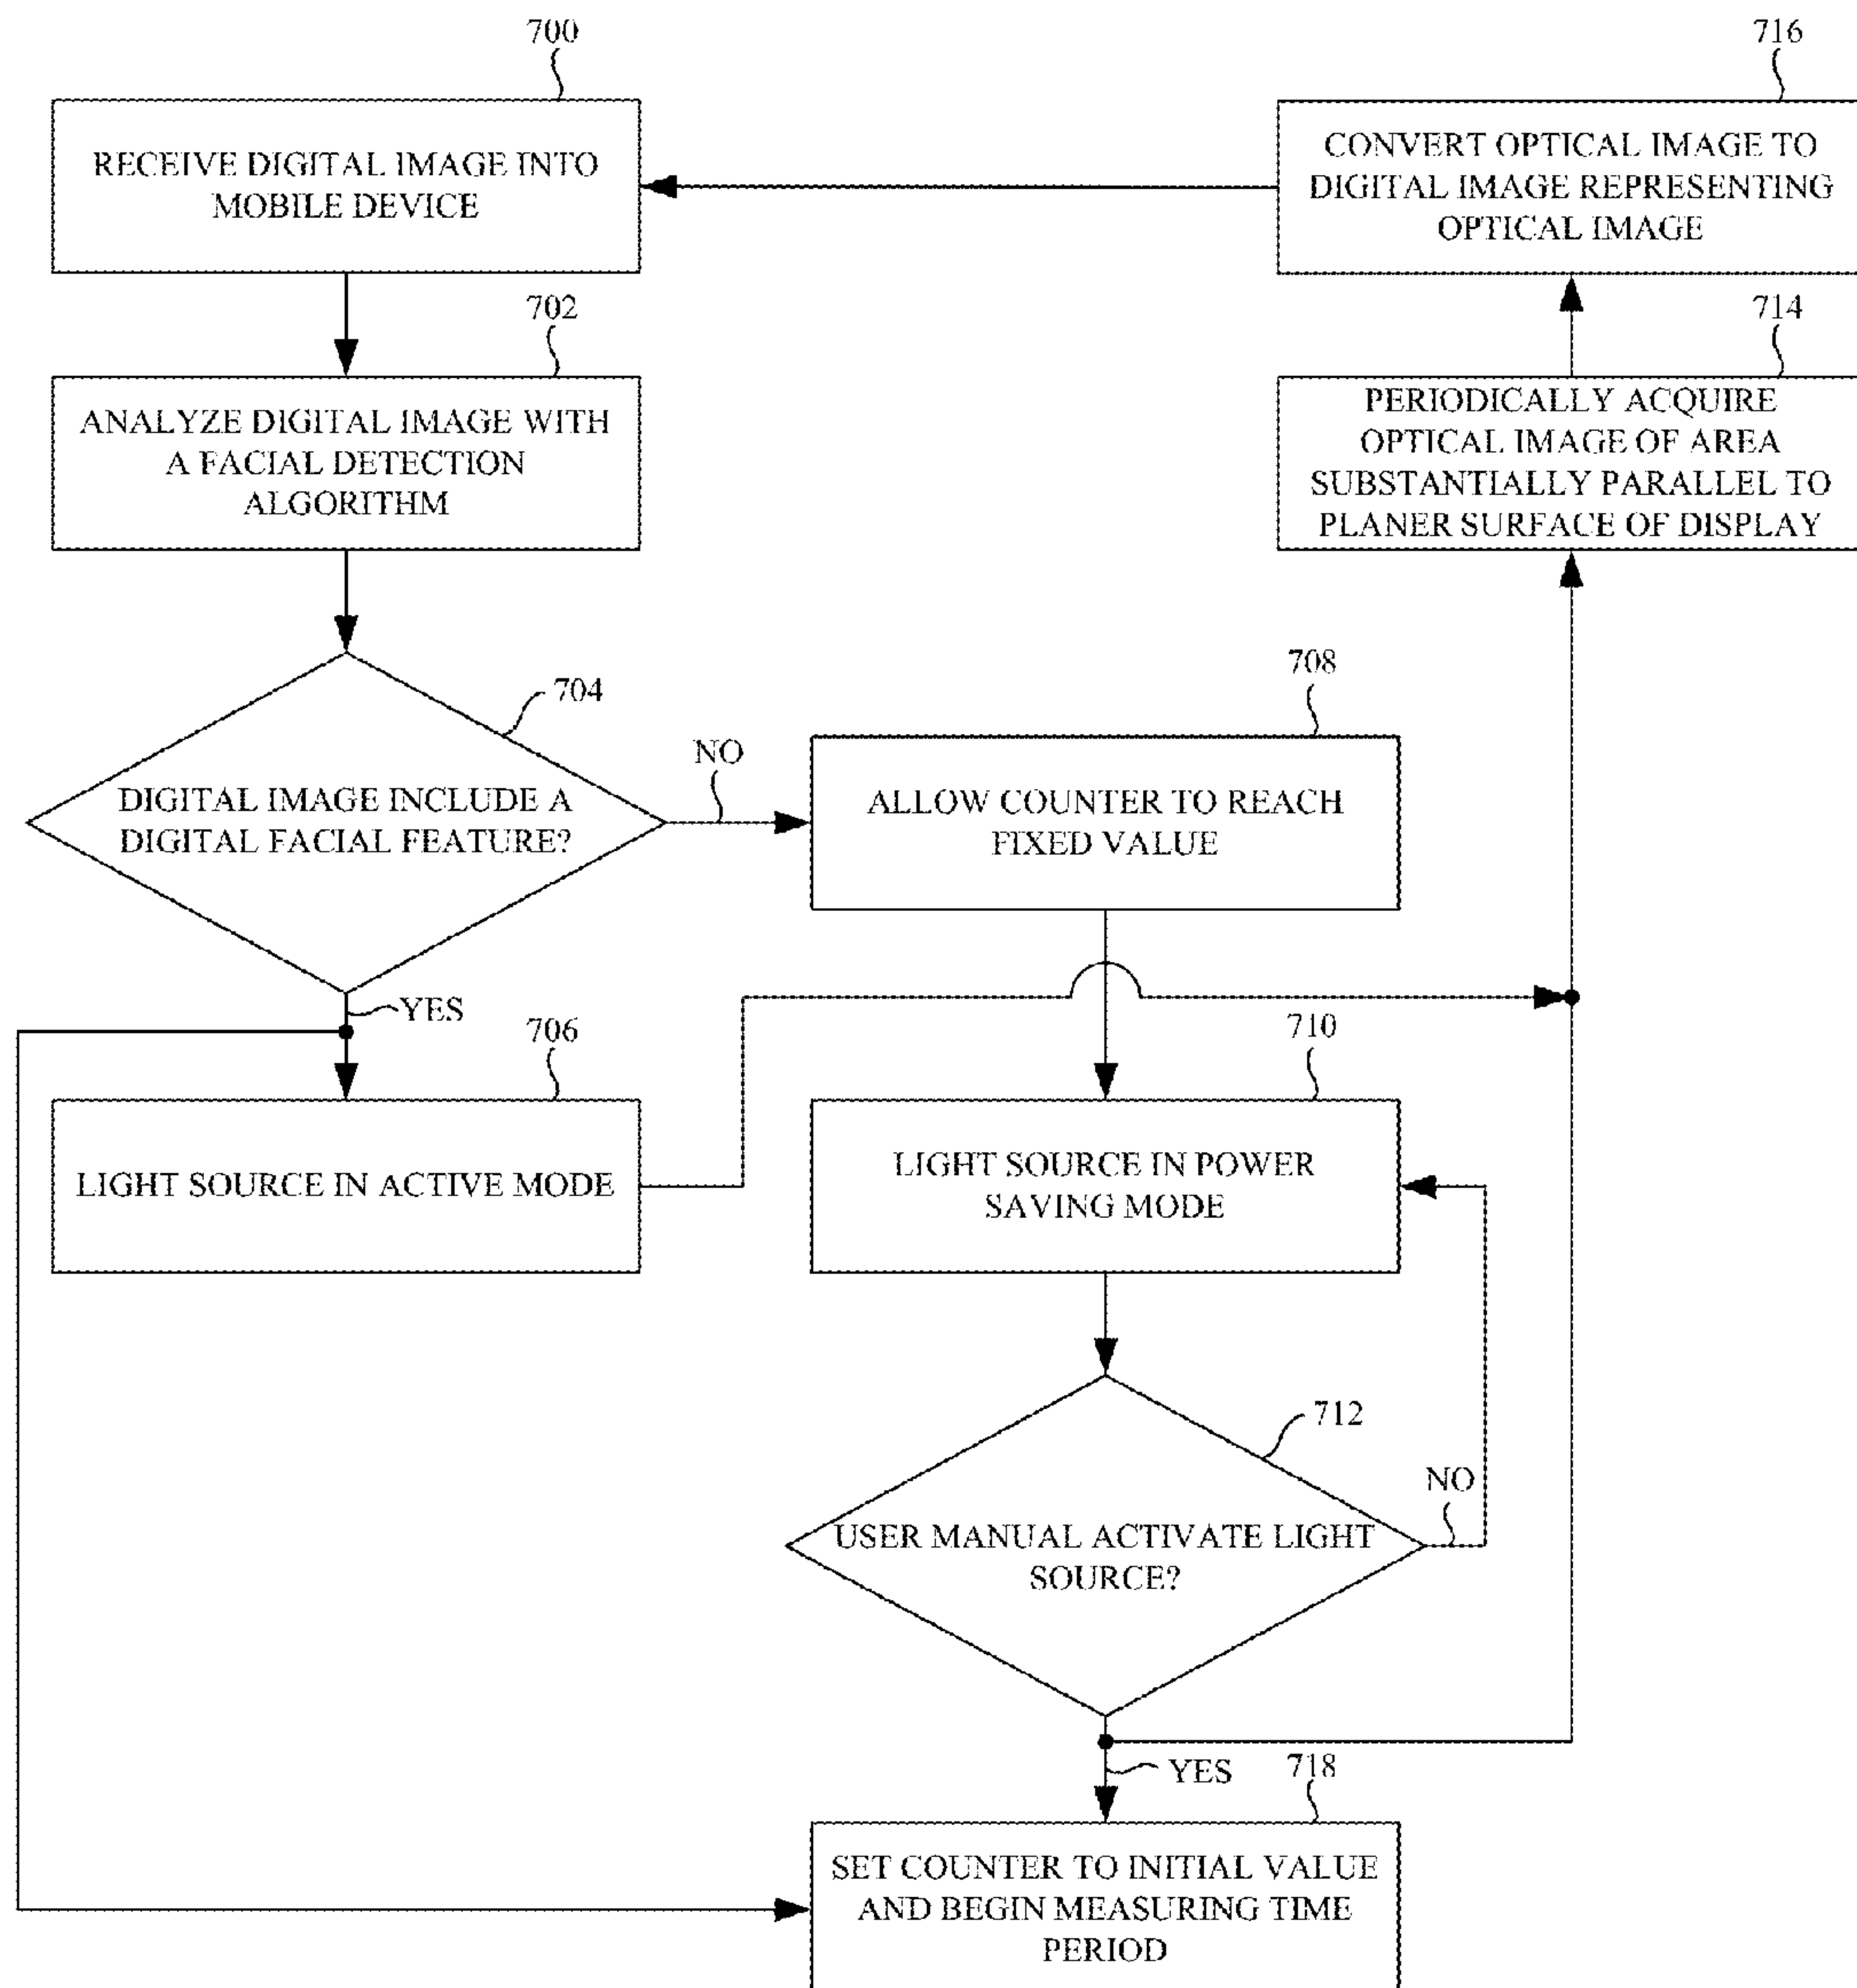 700
RECEIVE DIGITAL IMAGE INTO
MOBILE DEVICE
716
CONVERT OPTICAL IMAGE TO
DIGITAL IMAGE REPRESENTING
OPTICAL IMAGE
702
ANALYZE DIGITAL IMAGE WITH
A FACIAL DETECTION
ALGORITHM
714
PERIODICALLY ACQUIRE
OPTICAL IMAGE OF AREA
SUBSTANTIALLY PARALLEL TO
PLANER SURFACE OF DISPLAY
704
DIGITAL IMAGE INCLUDE A
DIGITAL FACIAL FEATURE?
NO
YES
708
ALLOW COUNTER TO REACH
FIXED VALUE
706
LIGHT SOURCE IN ACTIVE MODE
710
LIGHT SOURCE IN POWER
SAVING MODE
712
USER MANUAL ACTIVATE LIGHT
SOURCE?
NO
YES
718
SET COUNTER TO INITIAL VALUE
AND BEGIN MEASURING TIME
PERIOD